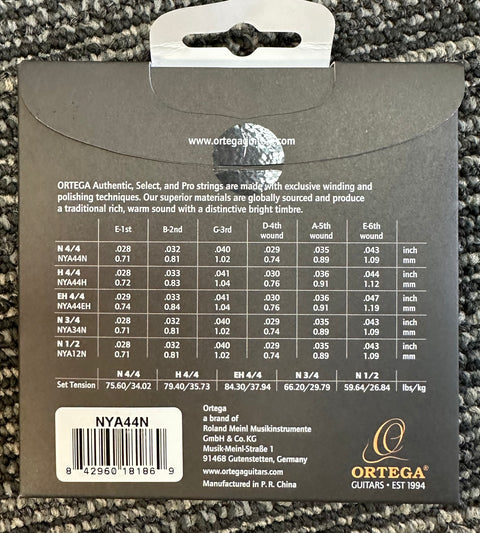 www.ortegaguitars.com
ORTEGA Authentic, Select, and Pro strings are made with exclusive winding and
polishing techniques. Our superior materials are globally sourced and produce
a traditional rich, warm sound with a distinctive bright timbre.
E-1st B-2nd G-3rd D-4th wound A-5th wound E-6th wound
N 4/4 .028 .032 .040 .029 .035 .043 inch
NYA44N 0.71 0.81 1.02 0.74 0.89 1.09 mm
H 4/4 .028 .033 .041 .030 .036 .044 inch
NYA44H 0.72 0.83 1.04 0.76 0.91 1.12 mm
EH 4/4 .029 .033 .041 .030 .036 .047 inch
NYA44EH 0.74 0.84 1.04 0.76 0.91 1.19 mm
N 3/4 .028 .032 .040 .029 .035 .043 inch
NYA34N 0.71 0.81 1.02 0.74 0.89 1.09 mm
N 1/2 .028 .032 .040 .029 .035 .043 inch
NYA12N 0.71 0.81 1.02 0.74 0.89 1.09 mm
N 4/4 H 4/4 EH 4/4 N 3/4 N 1/2
Set Tension 75.60/34.02 79.40/35.73 84.30/37.94 66.20/29.79 59.64/26.84 lbs/kg
NYA44N
8 42960 18186 9
Ortega
a brand of
Roland Meinl Musikinstrumente
GmbH & Co. KG
Musik-Meinl-Straße 1
91468 Gutenstetten, Germany
www.ortegaguitars.com
Manufactured in P. R. China
ORTEGA®
GUITARS • EST 1994